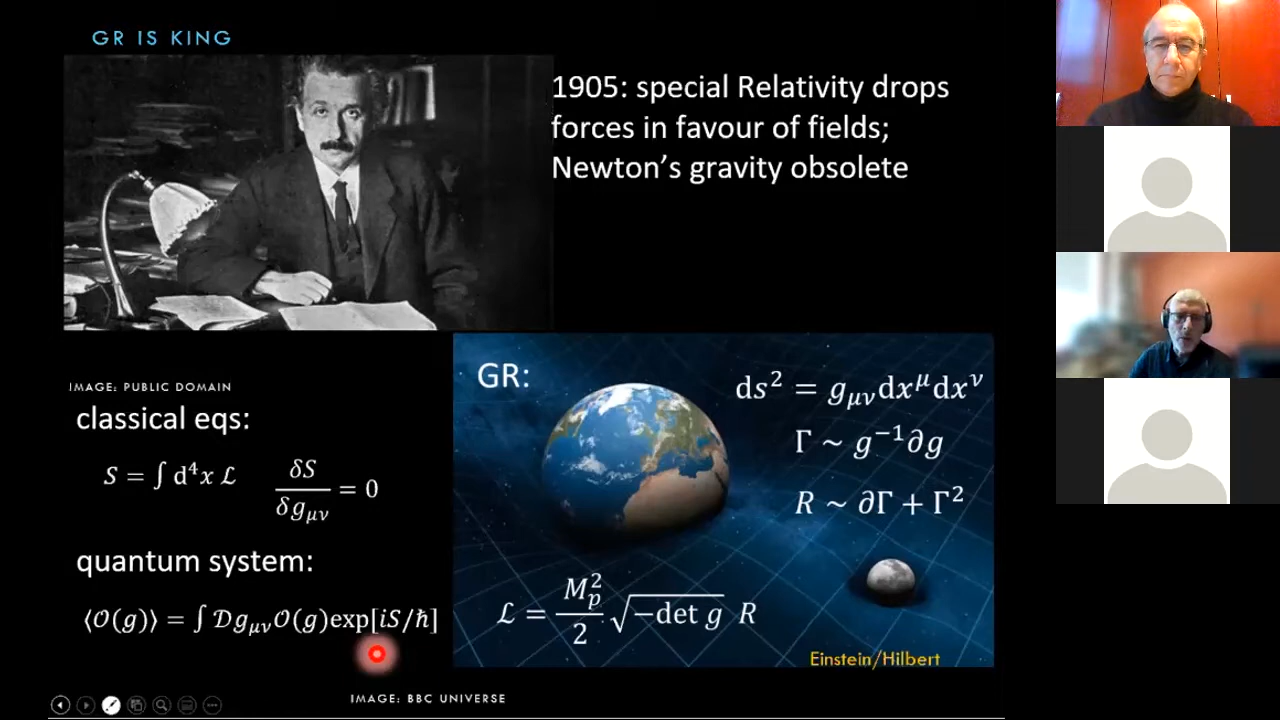 GR IS KING
1905: special Relativity drops
forces in favour of fields;
Newton's gravity obsolete
IMAGE: PUBLIC DOMAIN
classical eqs:
S = ∫ d⁴x ℒ   δS/δg_μν = 0
quantum system:
⟨𝒪(g)⟩ = ∫ 𝒟g_μν 𝒪(g)exp[iS/ħ]
GR:
ds² = g_μν dx^μ dx^ν
Γ ~ g⁻¹∂g
R ~ ∂Γ + Γ²
ℒ = M_p²/2 √(−det g) R
Einstein/Hilbert
IMAGE: BBC UNIVERSE